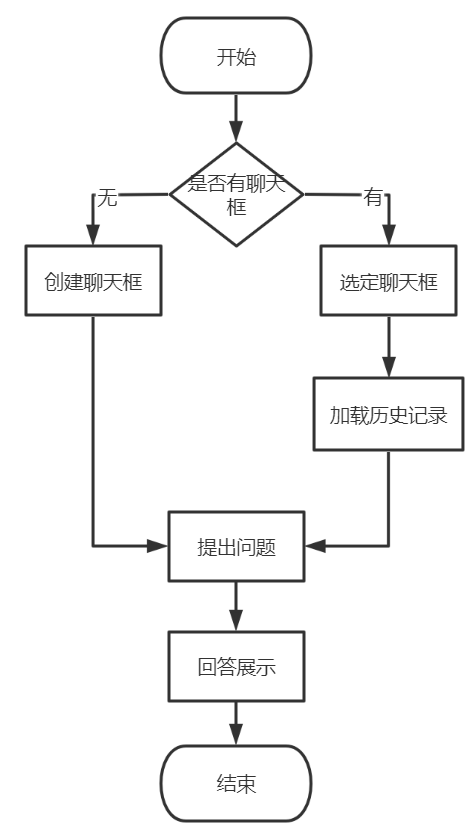 开始
是否有聊天
框
无
有
创建聊天框
选定聊天框
加载历史记录
提出问题
回答展示
结束